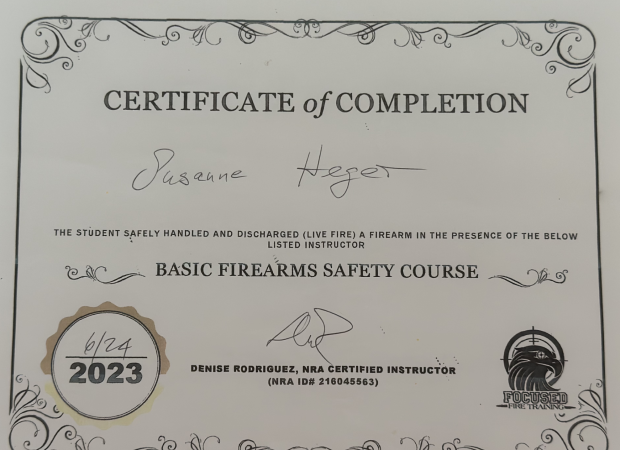 CERTIFICATE of COMPLETION
Susanne Heger
THE STUDENT SAFELY HANDLED AND DISCHARGED (LIVE FIRE) A FIREARM IN THE PRESENCE OF THE BELOW
LISTED INSTRUCTOR
BASIC FIREARMS SAFETY COURSE
6/24
2023
DENISE RODRIGUEZ, NRA CERTIFIED INSTRUCTOR
(NRA ID# 216045563)
FOCUSED
FIRE TRAINING